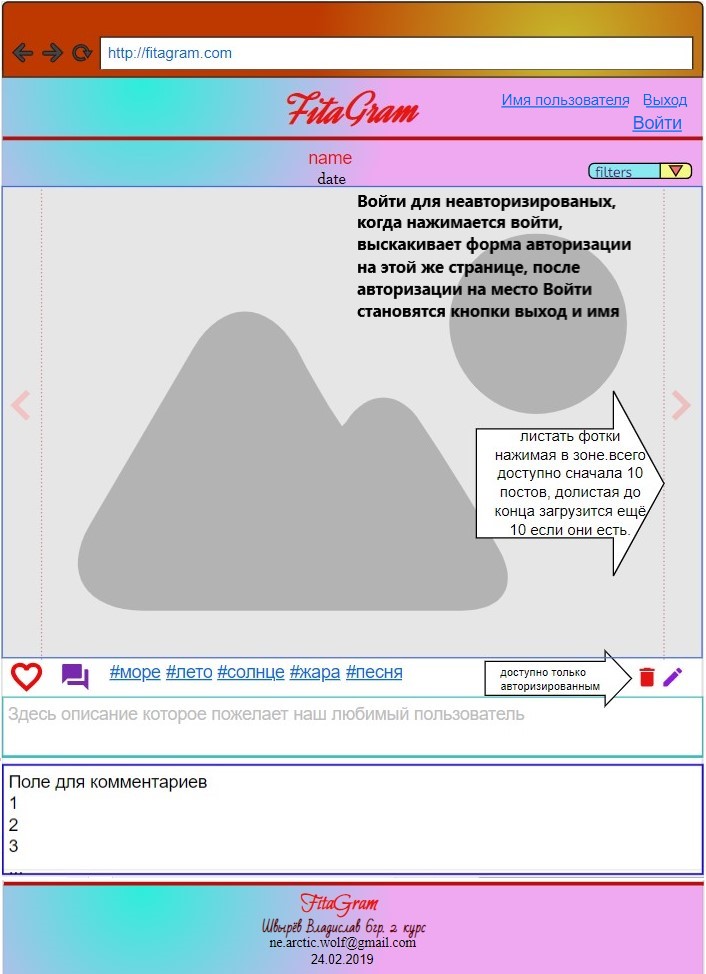 http://fitagram.com
FitaGram
Имя пользователя Выход
Войти
name
date
filters
Войти для неавторизированых,
когда нажимается войти,
выскакивает форма авторизации
на этой же странице, после
авторизации на место Войти
становятся кнопки выход и имя
листать фотки
нажимая в зоне.всего
доступно сначала 10
постов, долистая до
конца загрузится ещё
10 если они есть.
#море #лето #солнце #жара #песня
доступно только
авторизированным
Здесь описание которое пожелает наш любимый пользователь
Поле для комментариев
1
2
3
...
FitaGram
Швырёв Владислав 6гр. 2 курс
ne.arctic.wolf@gmail.com
24.02.2019